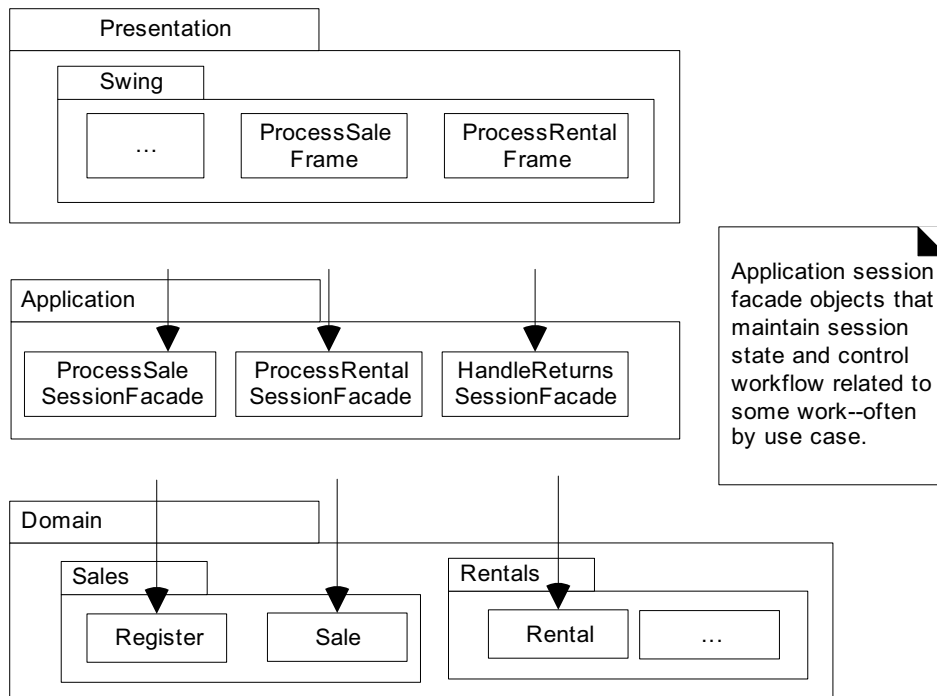 Presentation
Swing
...
ProcessSale
Frame
ProcessRental
Frame
Application
ProcessSale
SessionFacade
ProcessRental
SessionFacade
HandleReturns
SessionFacade
Application session
facade objects that
maintain session
state and control
workflow related to
some work--often
by use case.
Domain
Sales
Register
Sale
Rentals
Rental
...